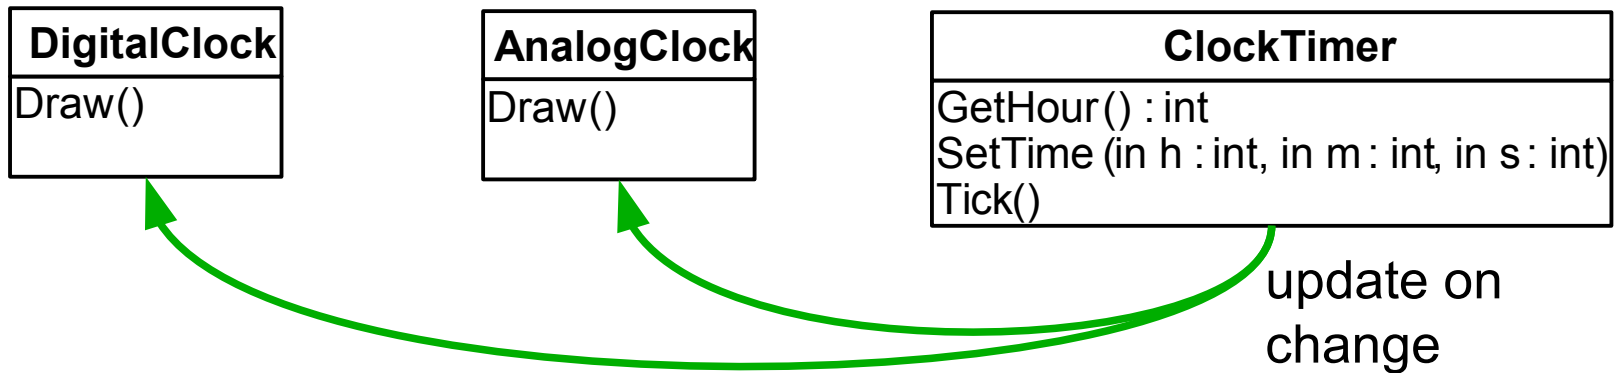 DigitalClock
Draw()
AnalogClock
Draw()
ClockTimer
GetHour() : int
SetTime (in h : int, in m : int, in s : int)
Tick()
update on
change